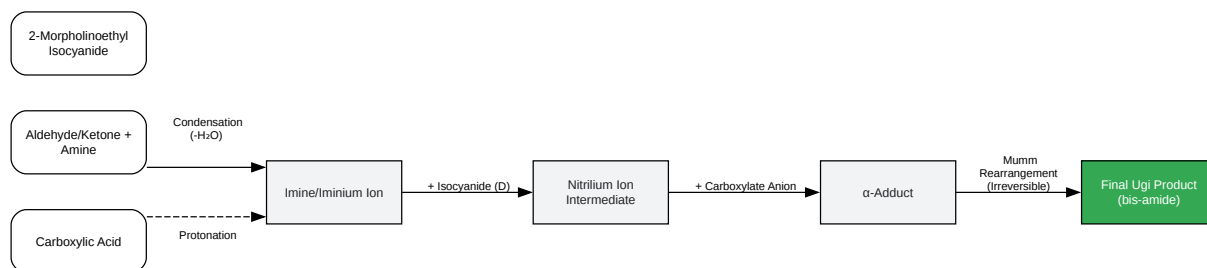 2-Morpholinoethyl
Isocyanide
Aldehyde/Ketone +
Amine
Condensation
(-H₂O)
Carboxylic Acid
Protonation
Imine/Iminium Ion
+ Isocyanide (D)
Nitrilium Ion
Intermediate
+ Carboxylate Anion
α-Adduct
Mumm
Rearrangement
(Irreversible)
Final Ugi Product
(bis-amide)